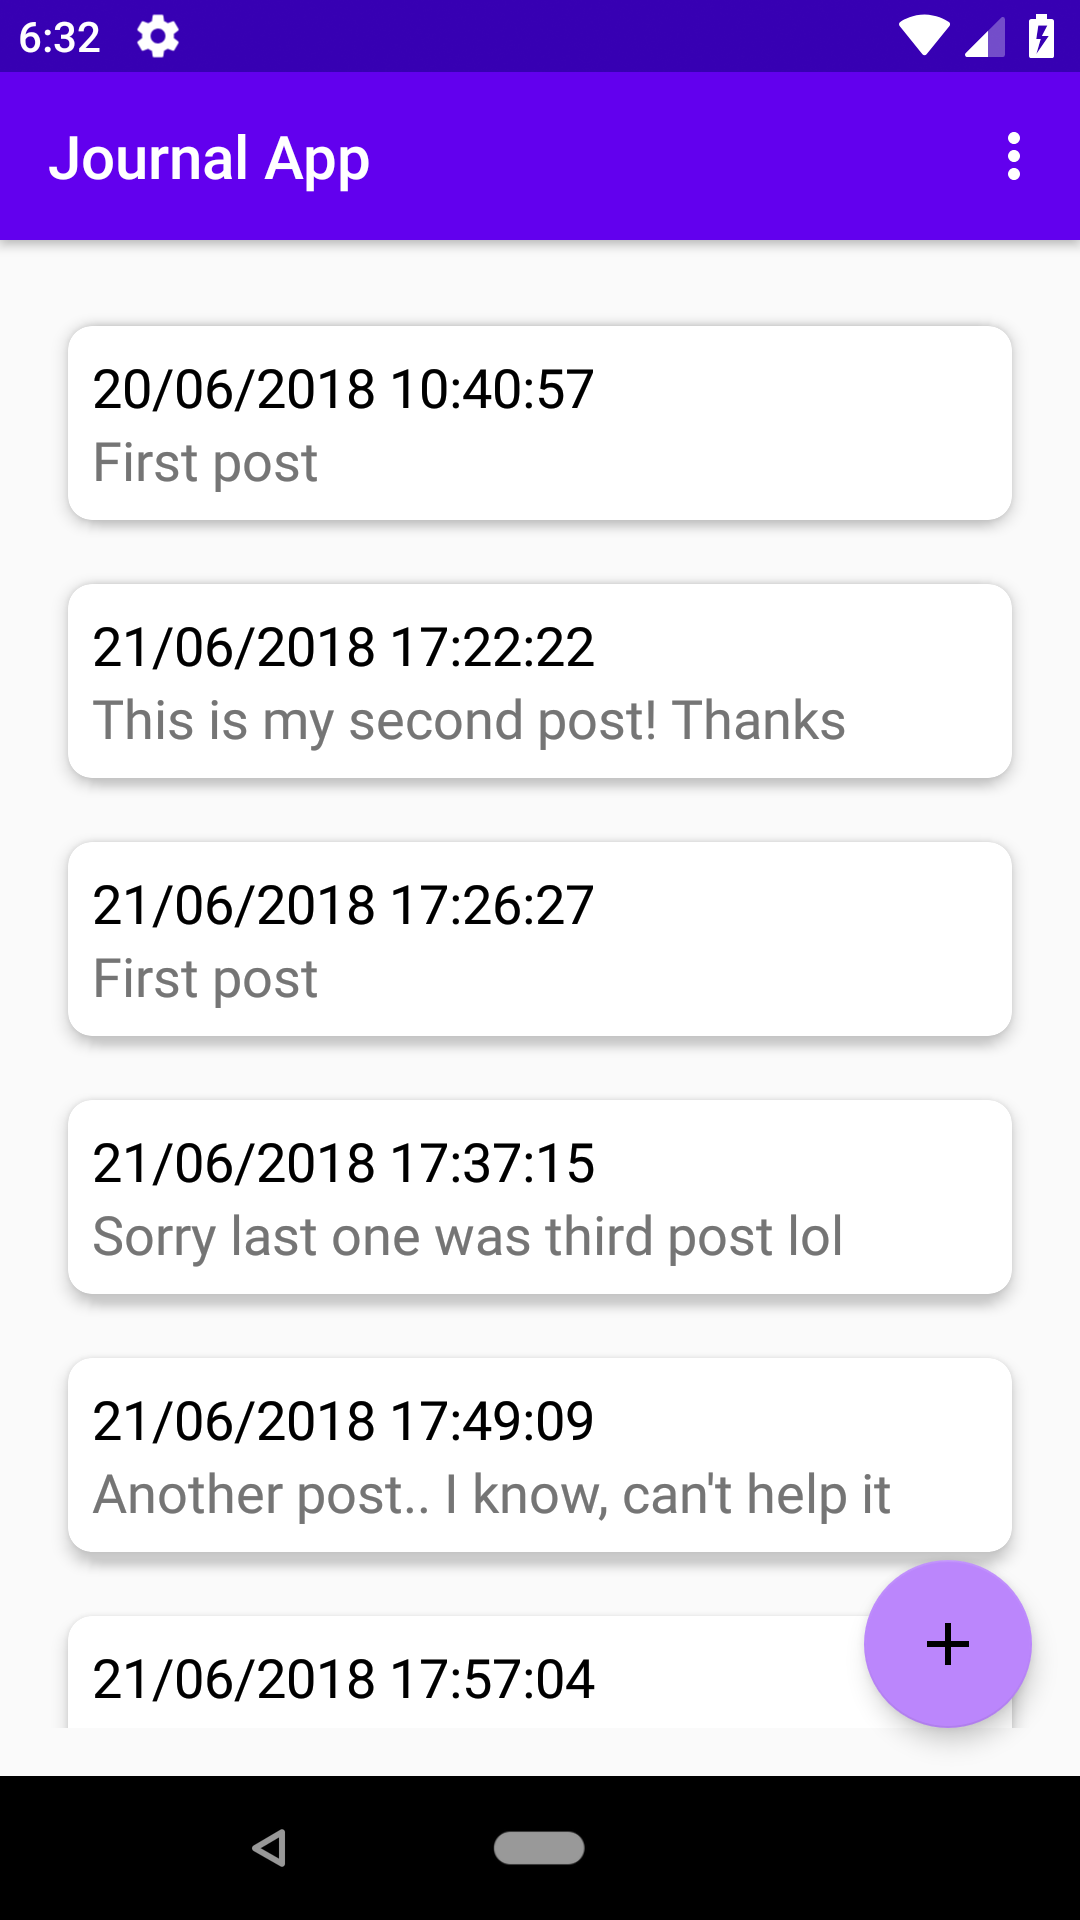 6:32
Journal App
20/06/2018 10:40:57
First post
21/06/2018 17:22:22
This is my second post! Thanks
21/06/2018 17:26:27
First post
21/06/2018 17:37:15
Sorry last one was third post lol
21/06/2018 17:49:09
Another post.. I know, can't help it
21/06/2018 17:57:04